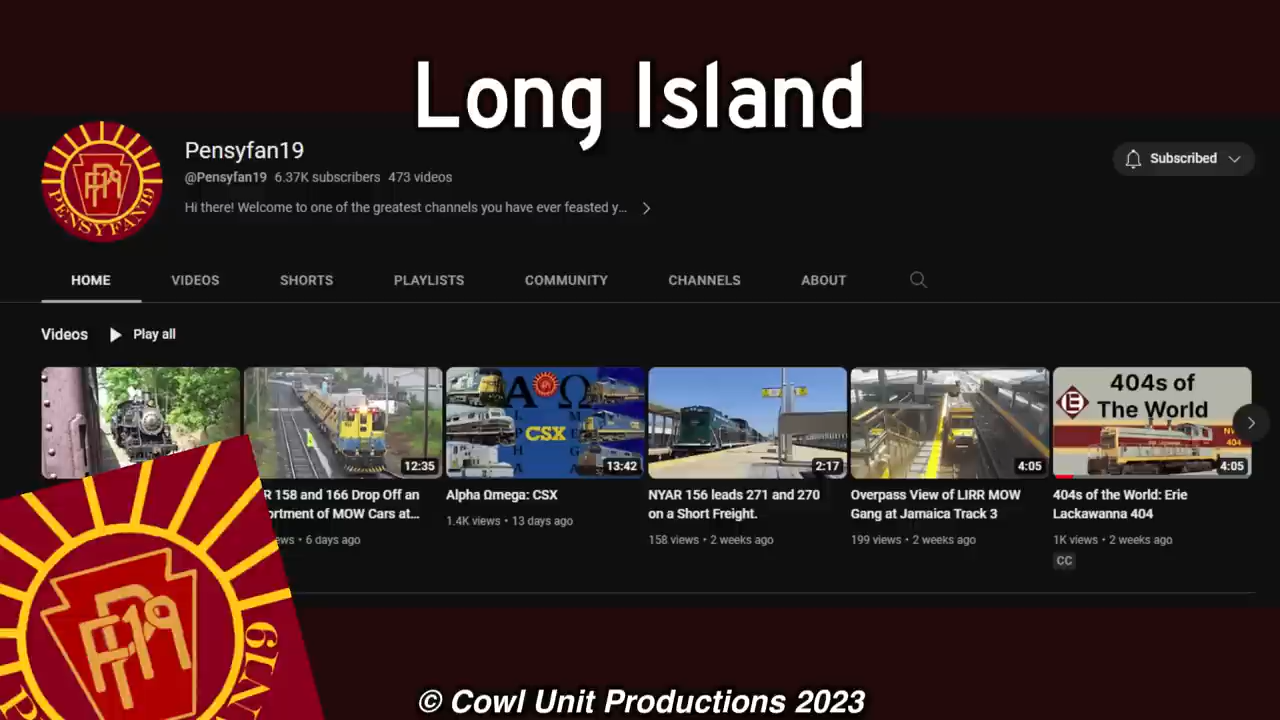 Long Island
Pensyfan19
@Pensyfan19 6.37K subscribers 473 videos
Hi there! Welcome to one of the greatest channels you have ever feasted y...
Subscribed
HOME VIDEOS SHORTS PLAYLISTS COMMUNITY CHANNELS ABOUT
Videos Play all
12:35
CSX
13:42
2:17
4:05
404s of
The World
NW
404
4:05
R 158 and 166 Drop Off an
ortment of MOW Cars at...
ews • 6 days ago
Alpha Ωmega: CSX
1.4K views • 13 days ago
NYAR 156 leads 271 and 270
on a Short Freight.
158 views • 2 weeks ago
Overpass View of LIRR MOW
Gang at Jamaica Track 3
199 views • 2 weeks ago
404s of the World: Erie
Lackawanna 404
1K views • 2 weeks ago
CC
PENSYFAN19
© Cowl Unit Productions 2023